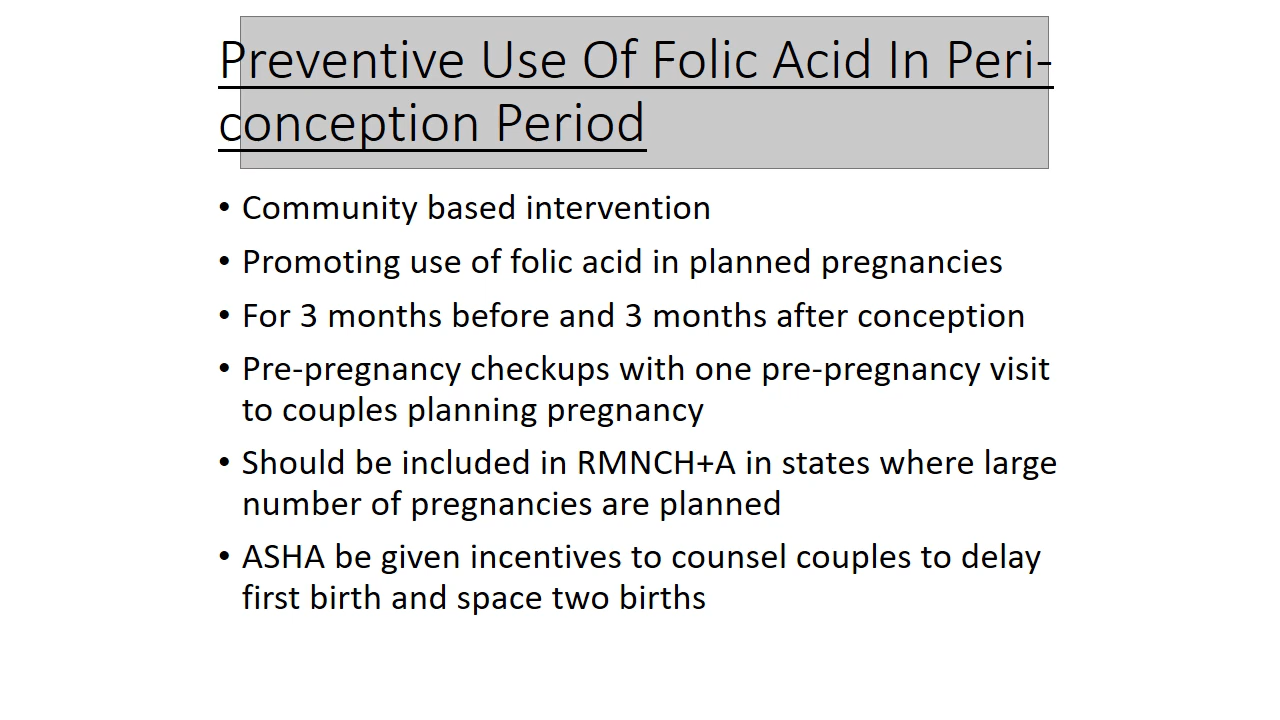 Preventive Use Of Folic Acid In Peri-
conception Period
• Community based intervention
• Promoting use of folic acid in planned pregnancies
• For 3 months before and 3 months after conception
• Pre-pregnancy checkups with one pre-pregnancy visit
to couples planning pregnancy
• Should be included in RMNCH+A in states where large
number of pregnancies are planned
• ASHA be given incentives to counsel couples to delay
first birth and space two births